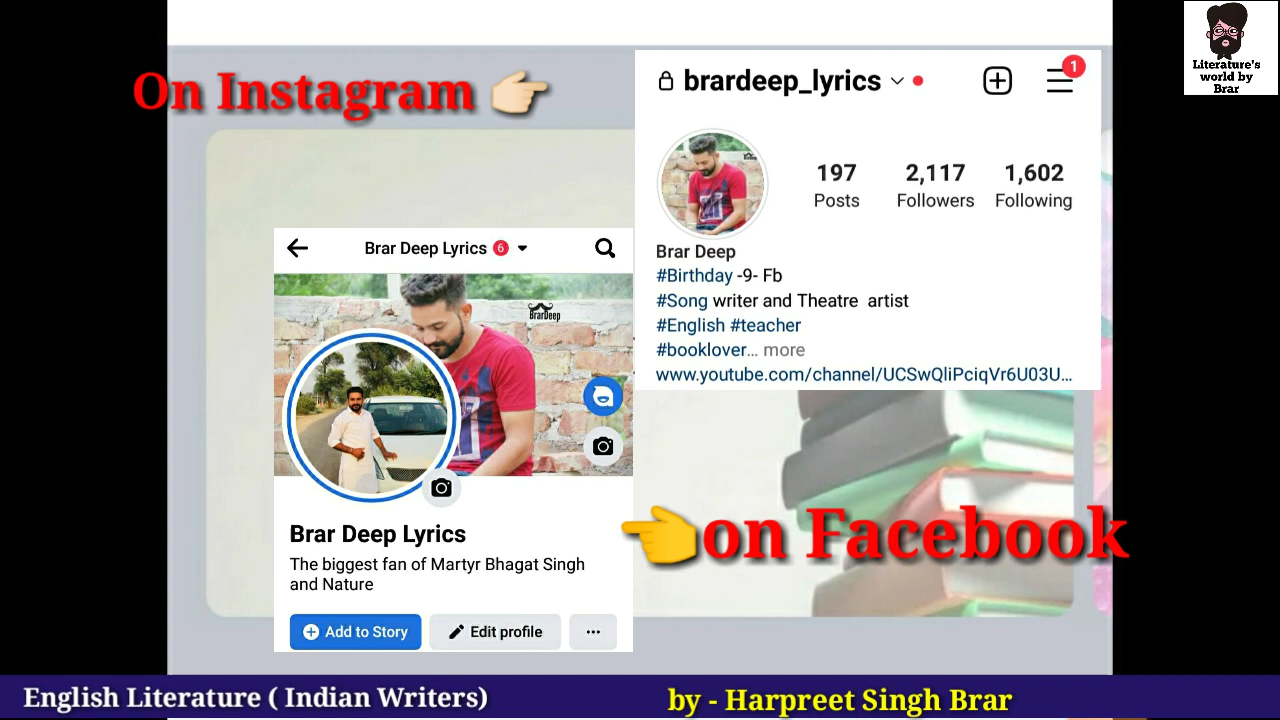 Literature's
world by
Brar
On Instagram 👉
brardeep_lyrics
1
197 2,117 1,602
Posts Followers Following
Brar Deep
#Birthday -9- Fb
#Song writer and Theatre artist
#English #teacher
#booklover... more
www.youtube.com/channel/UCSwQliPciqVr6U03U...
Brar Deep Lyrics 6
BrarDeep
👈on Facebook
Brar Deep Lyrics
The biggest fan of Martyr Bhagat Singh
and Nature
Add to Story Edit profile ...
English Literature ( Indian Writers) by - Harpreet Singh Brar